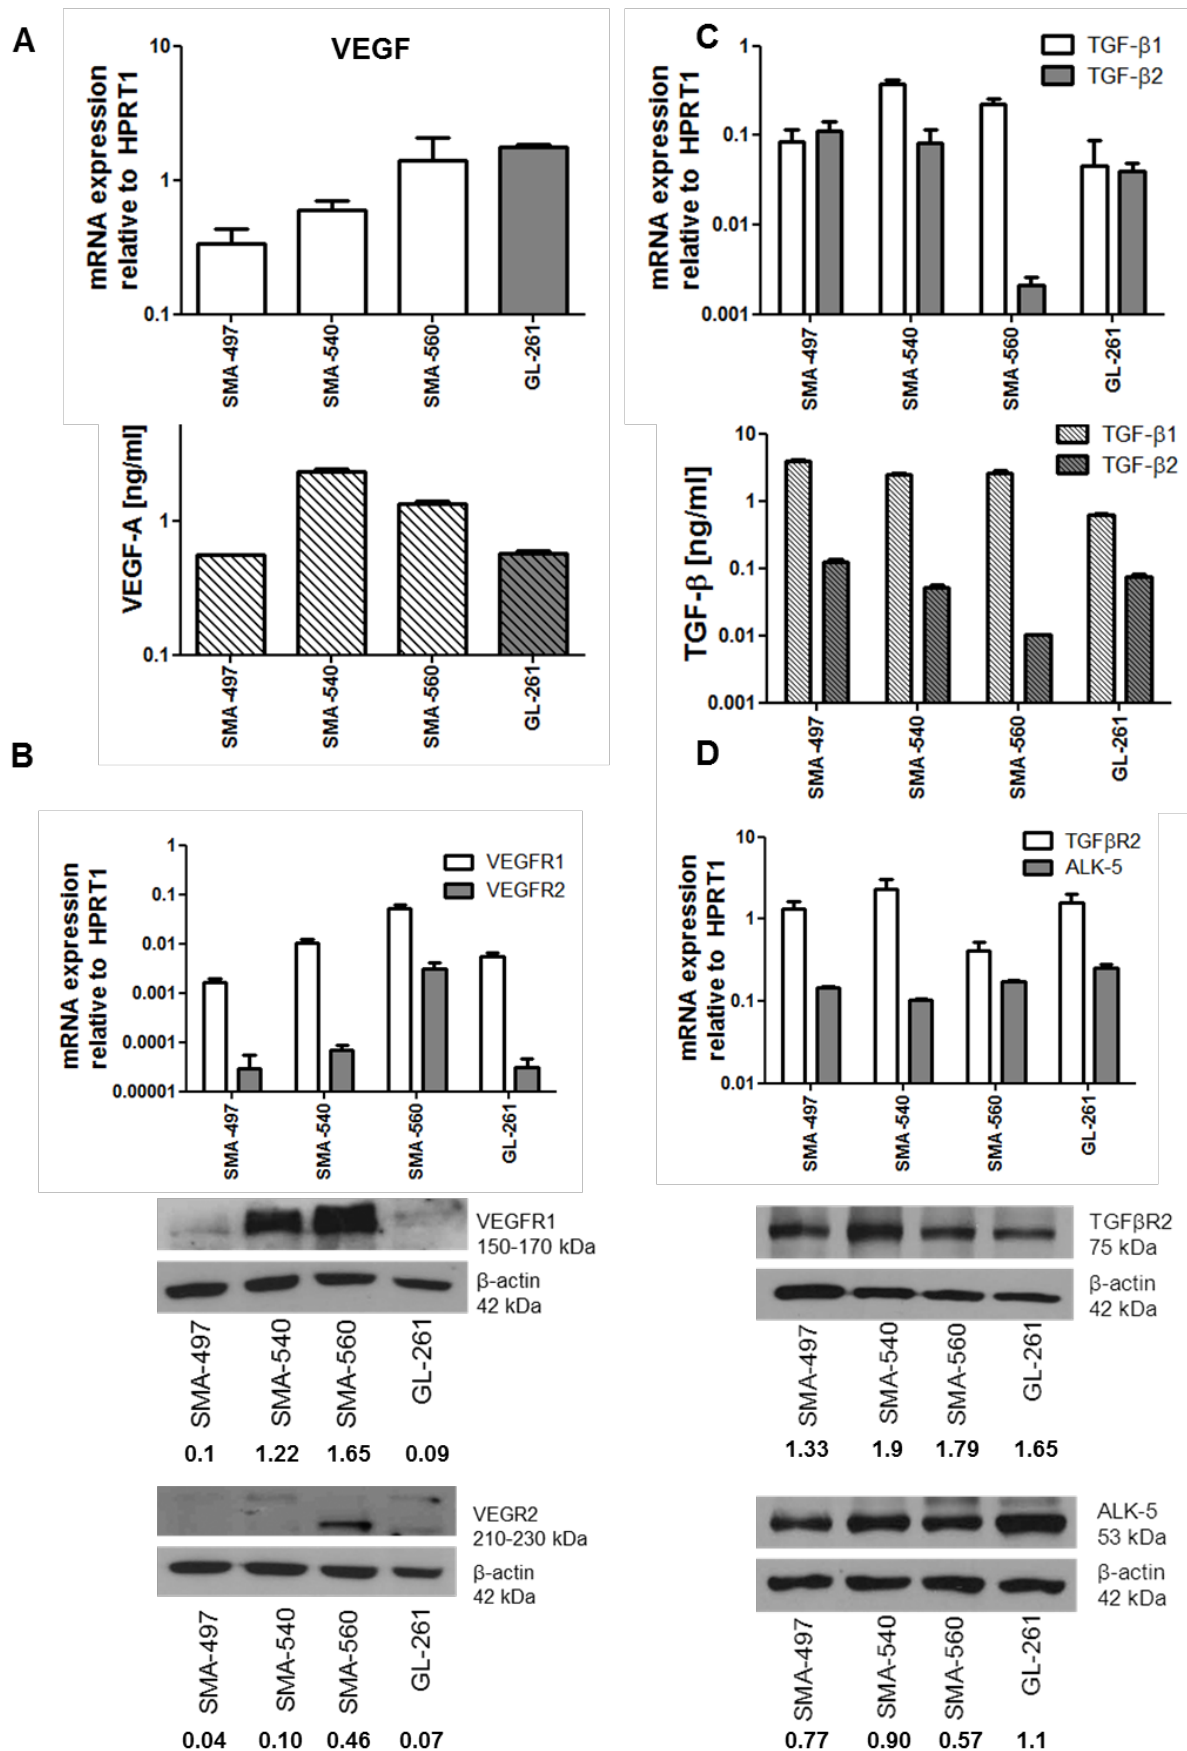 A
VEGF
mRNA expression
relative to HPRT1
10
1
0.1
SMA-497
SMA-540
SMA-560
GL-261
VEGF-A [ng/ml]
1
0.1
SMA-497
SMA-540
SMA-560
GL-261
B
mRNA expression
relative to HPRT1
1
0.1
0.01
0.001
0.0001
0.00001
VEGFR1
VEGFR2
SMA-497
SMA-540
SMA-560
GL-261
VEGFR1
150-170 kDa
β-actin
42 kDa
SMA-497
SMA-540
SMA-560
GL-261
0.1 1.22 1.65 0.09
VEGR2
210-230 kDa
β-actin
42 kDa
SMA-497
SMA-540
SMA-560
GL-261
0.04 0.10 0.46 0.07
C
mRNA expression
relative to HPRT1
1
0.1
0.01
0.001
TGF-β1
TGF-β2
SMA-497
SMA-540
SMA-560
GL-261
TGF-β [ng/ml]
10
1
0.1
0.01
0.001
TGF-β1
TGF-β2
SMA-497
SMA-540
SMA-560
GL-261
D
mRNA expression
relative to HPRT1
10
1
0.1
0.01
TGFβR2
ALK-5
SMA-497
SMA-540
SMA-560
GL-261
TGFβR2
75 kDa
β-actin
42 kDa
SMA-497
SMA-540
SMA-560
GL-261
1.33 1.9 1.79 1.65
ALK-5
53 kDa
β-actin
42 kDa
SMA-497
SMA-540
SMA-560
GL-261
0.77 0.90 0.57 1.1